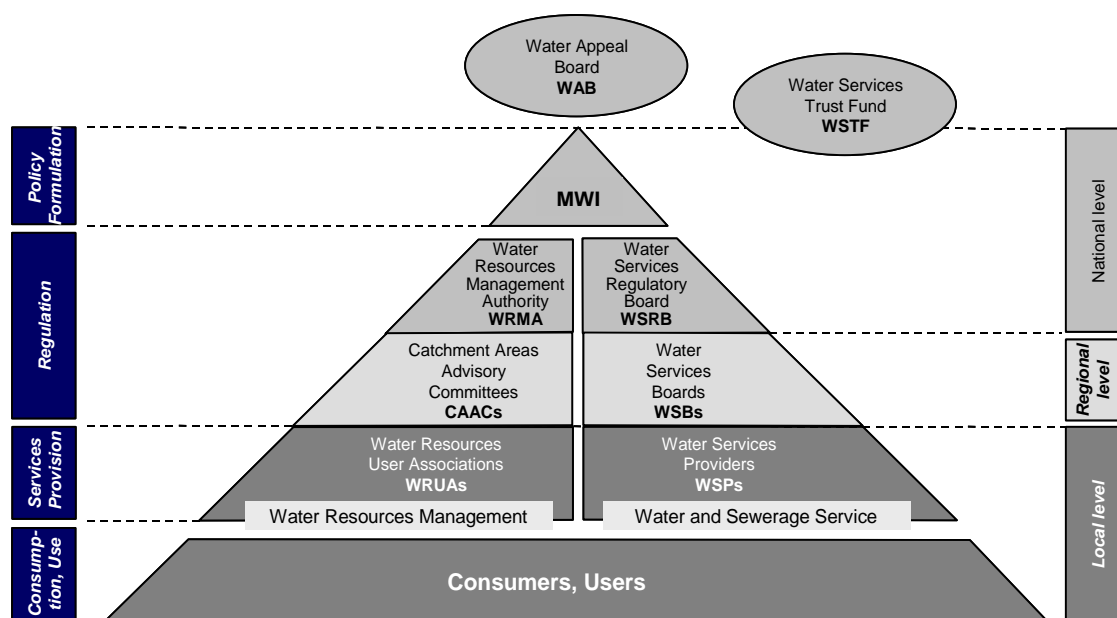 Water Appeal
Board
WAB
Water Services
Trust Fund
WSTF
Policy
Formulation
MWI
National level
Regulation
Water
Resources
Management
Authority
WRMA
Water
Services
Regulatory
Board
WSRB
Catchment Areas
Advisory
Committees
CAACs
Water
Services
Boards
WSBs
Regional
level
Services
Provision
Water Resources
User Associations
WRUAs
Water Services
Providers
WSPs
Water Resources Management
Water and Sewerage Service
Local level
Consump-
tion, Use
Consumers, Users